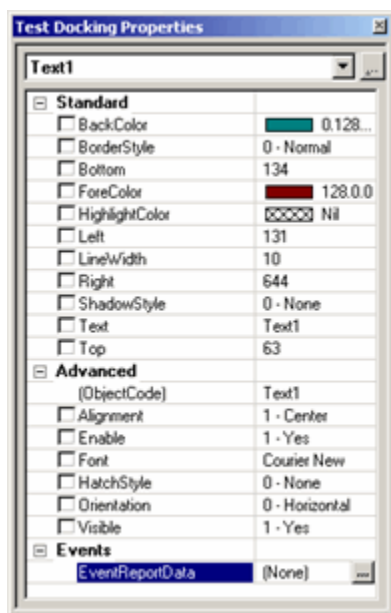 Test Docking Properties
Text1
Standard
BackColor 0.128...
BorderStyle 0 - Normal
Bottom 134
ForeColor 128.0.0
HighlightColor Nil
Left 131
LineWidth 10
Right 644
ShadowStyle 0 - None
Text Text1
Top 63
Advanced
(ObjectCode) Text1
Alignment 1 - Center
Enable 1 - Yes
Font Courier New
HatchStyle 0 - None
Orientation 0 - Horizontal
Visible 1 - Yes
Events
EventReportData (None) ...